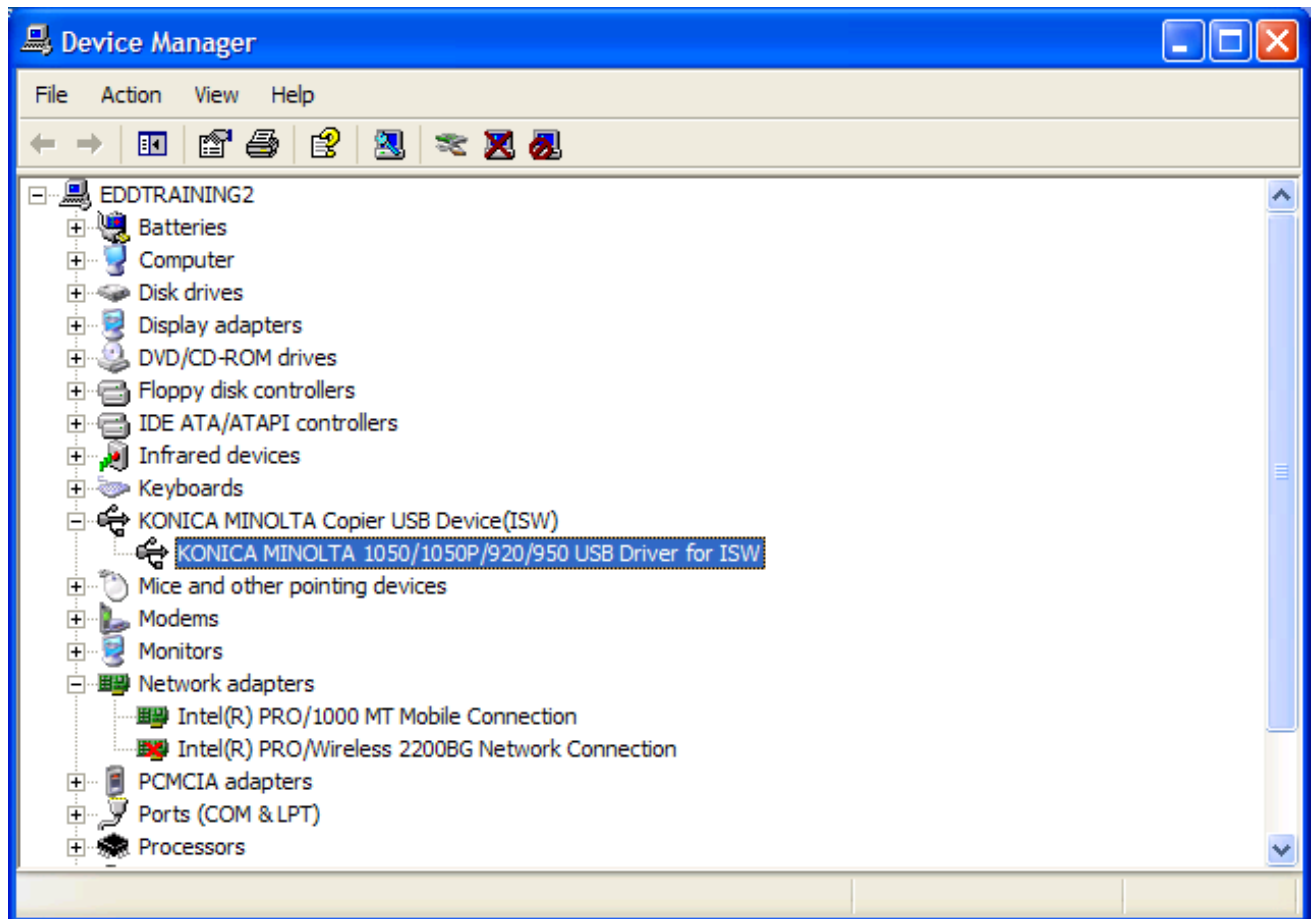 Device Manager
File Action View Help
EDDTRAINING2
Batteries
Computer
Disk drives
Display adapters
DVD/CD-ROM drives
Floppy disk controllers
IDE ATA/ATAPI controllers
Infrared devices
Keyboards
KONICA MINOLTA Copier USB Device(ISW)
KONICA MINOLTA 1050/1050P/920/950 USB Driver for ISW
Mice and other pointing devices
Modems
Monitors
Network adapters
Intel(R) PRO/1000 MT Mobile Connection
Intel(R) PRO/Wireless 2200BG Network Connection
PCMCIA adapters
Ports (COM & LPT)
Processors